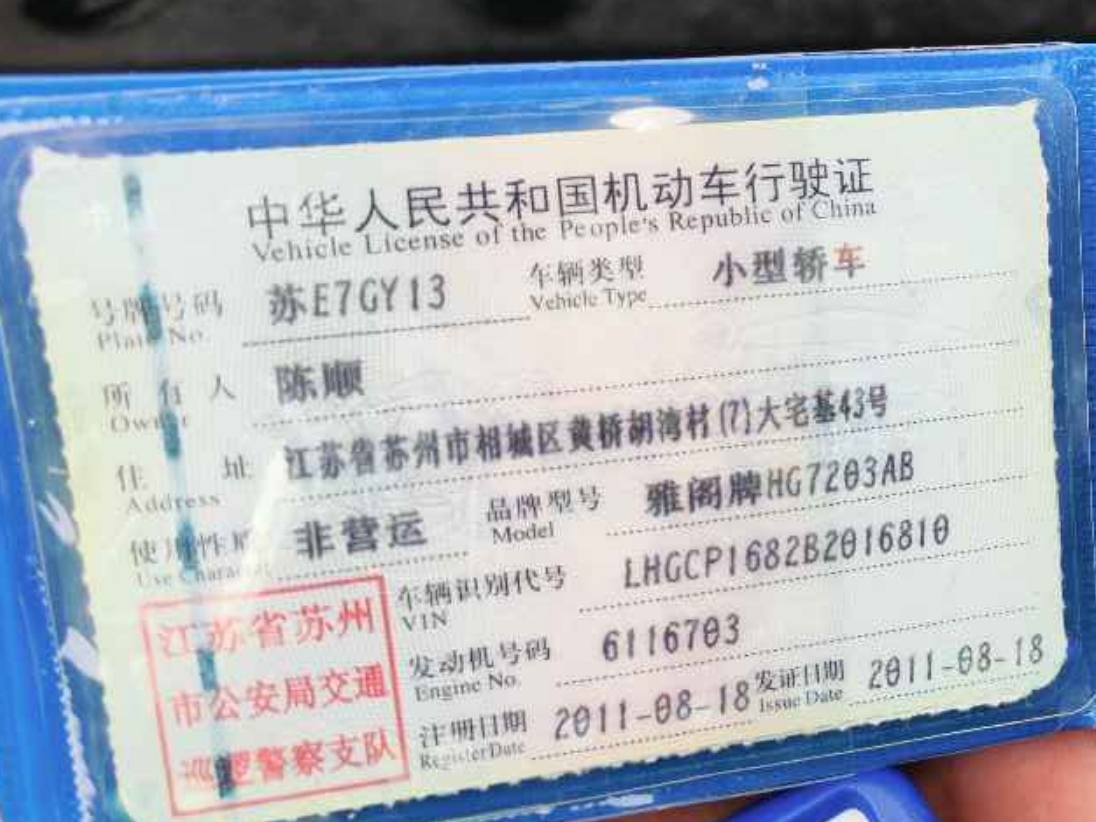 中华人民共和国机动车行驶证
Vehicle License of the People's Republic of China
号牌号码 苏E7GY13 车辆类型 小型轿车
Plate No. Vehicle Type
所有人 陈顺
Owner
住址 江苏省苏州市相城区黄桥胡湾村(7)大宅基43号
Address
使用性质 非营运 品牌型号 雅阁牌HG7203AB
Use Character Model
车辆识别代号 LHGCP1682B2016810
VIN
发动机号码 6116703
Engine No.
注册日期 2011-08-18 发证日期 2011-08-18
Register Date Issue Date
江苏省苏州
市公安局交通
巡逻警察支队